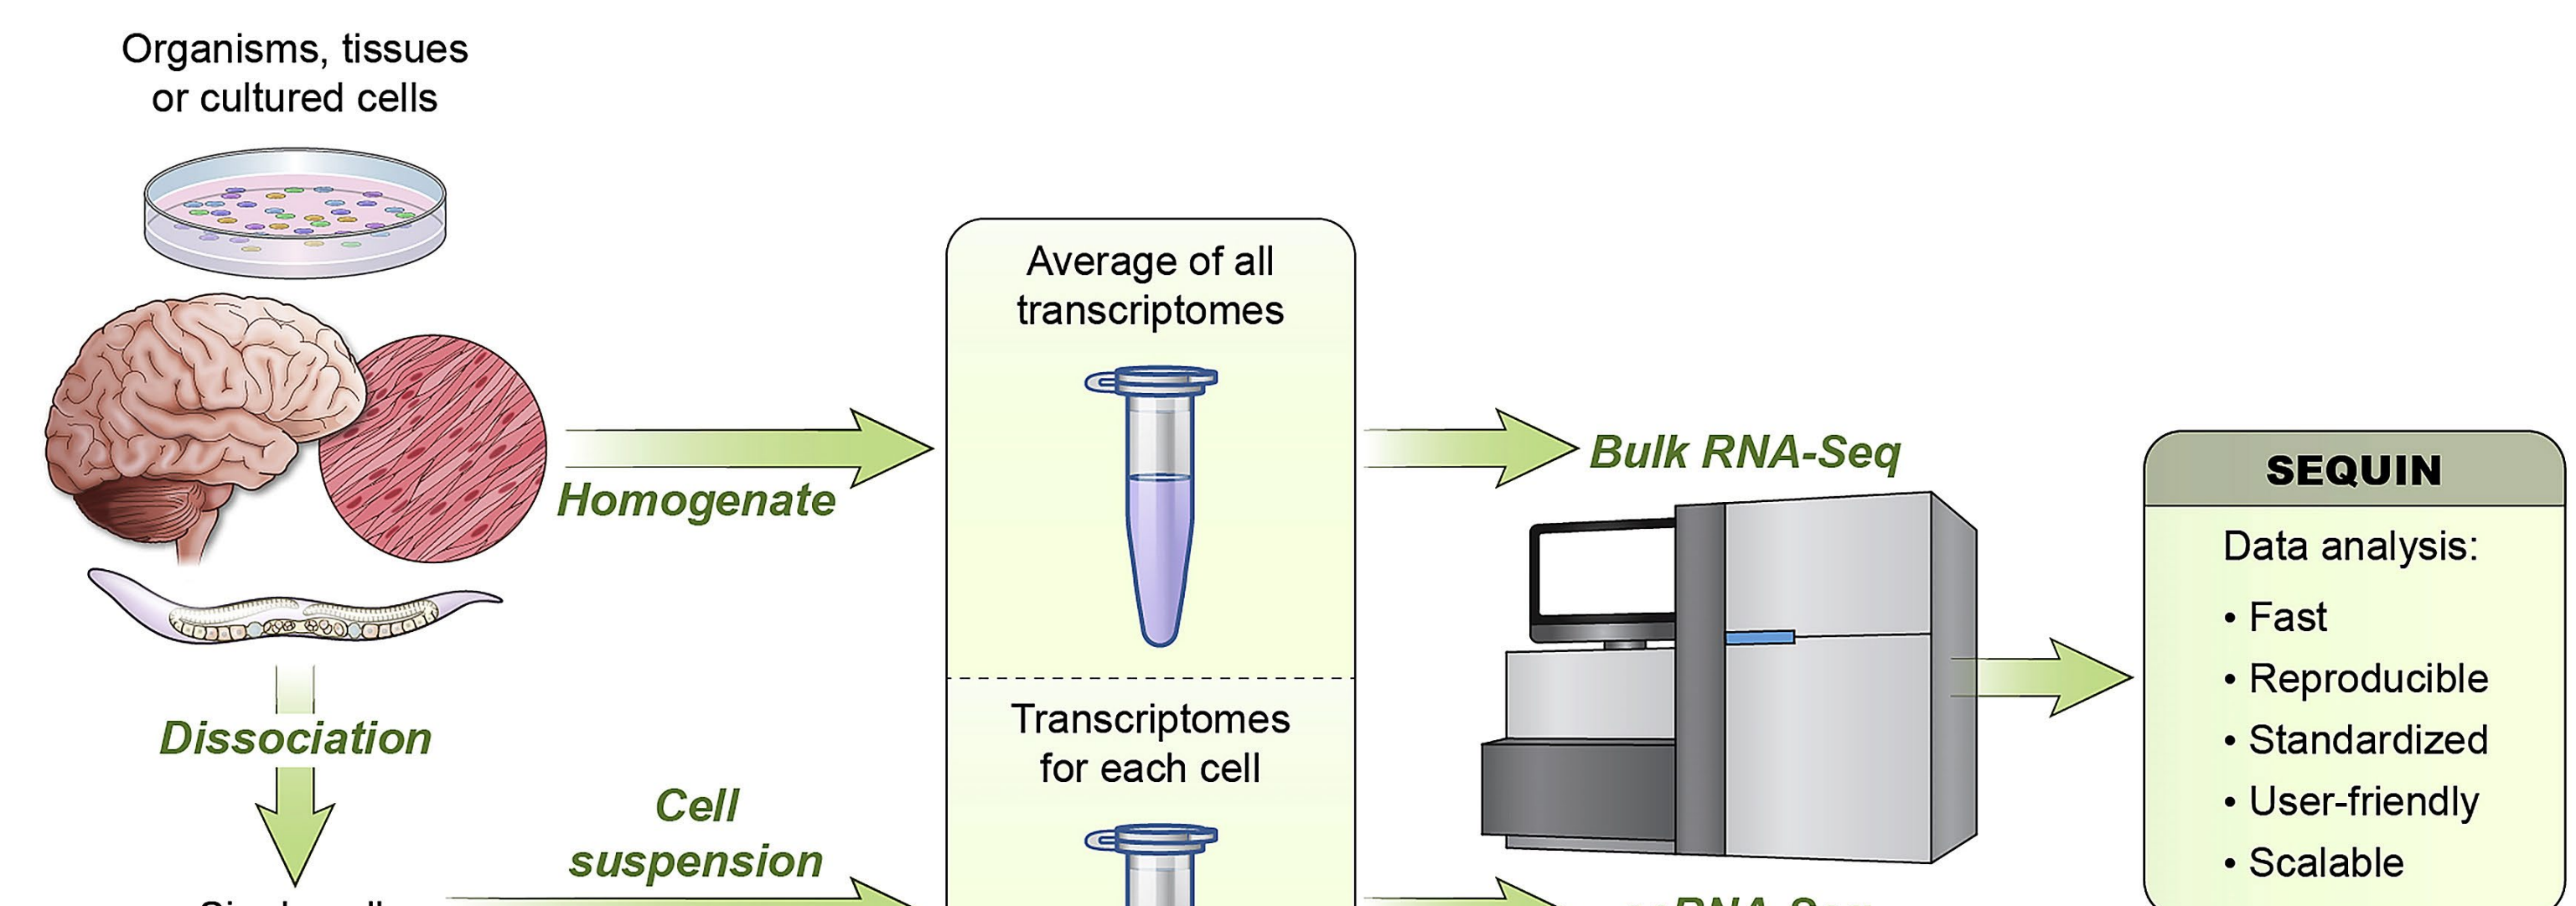 Organisms, tissues
or cultured cells
Average of all
transcriptomes
Homogenate
Bulk RNA-Seq
SEQUIN
Data analysis:
• Fast
• Reproducible
• Standardized
• User-friendly
• Scalable
Dissociation
Transcriptomes
for each cell
Cell
suspension